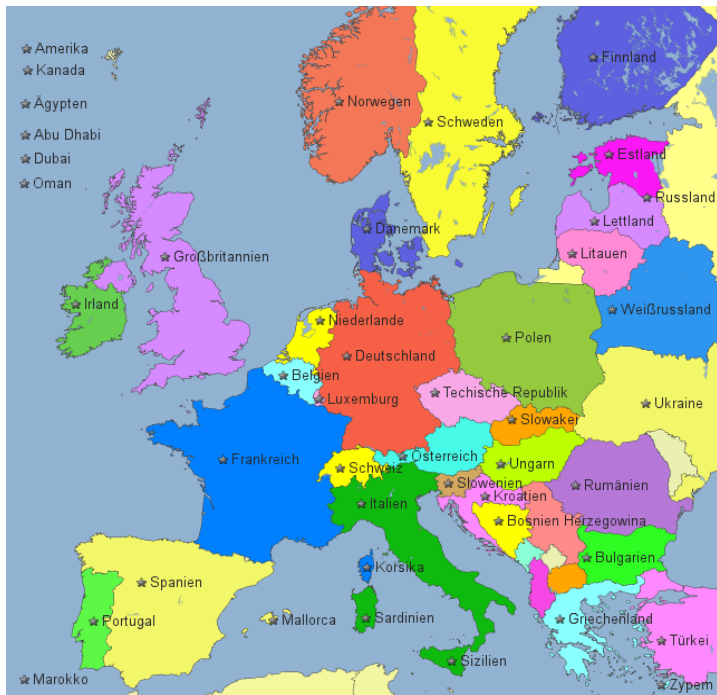 Amerika
Kanada
Ägypten
Abu Dhabi
Dubai
Oman
Finnland
Norwegen
Schweden
Estland
Russland
Lettland
Dänemark
Litauen
Großbritannien
Irland
Weißrussland
Niederlande
Polen
Deutschland
Belgien
Techische Republik
Luxemburg
Ukraine
Slowakei
Frankreich
Österreich
Schweiz
Ungarn
Slowenien
Rumänien
Kroatien
Italien
Bosnien Herzegowina
Bulgarien
Korsika
Spanien
Portugal
Mallorca
Sardinien
Griechenland
Türkei
Sizilien
Marokko
Zypern